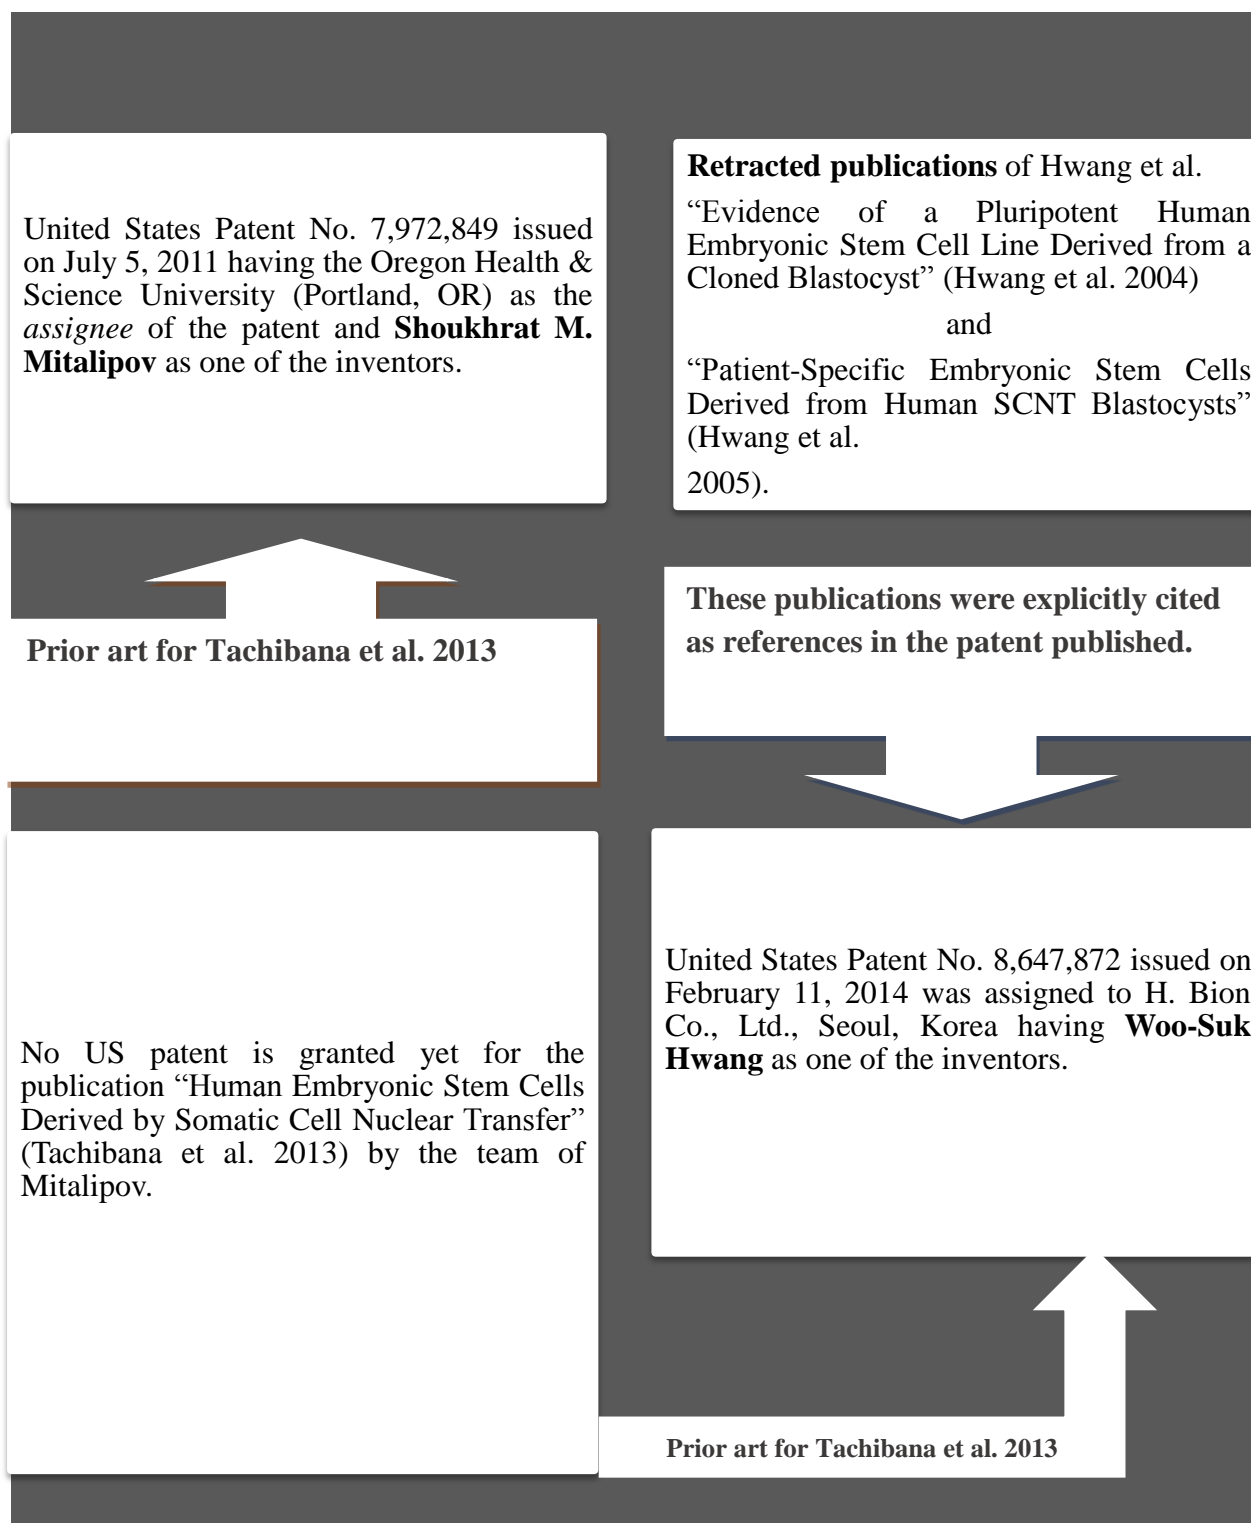 United States Patent No. 7,972,849 issued
on July 5, 2011 having the Oregon Health &
Science University (Portland, OR) as the
assignee of the patent and Shoukhrat M.
Mitalipov as one of the inventors.
Retracted publications of Hwang et al.
“Evidence of a Pluripotent Human
Embryonic Stem Cell Line Derived from a
Cloned Blastocyst” (Hwang et al. 2004)
and
“Patient-Specific Embryonic Stem Cells
Derived from Human SCNT Blastocysts”
(Hwang et al.
2005).
Prior art for Tachibana et al. 2013
These publications were explicitly cited
as references in the patent published.
No US patent is granted yet for the
publication “Human Embryonic Stem Cells
Derived by Somatic Cell Nuclear Transfer”
(Tachibana et al. 2013) by the team of
Mitalipov.
United States Patent No. 8,647,872 issued on
February 11, 2014 was assigned to H. Bion
Co., Ltd., Seoul, Korea having Woo-Suk
Hwang as one of the inventors.
Prior art for Tachibana et al. 2013